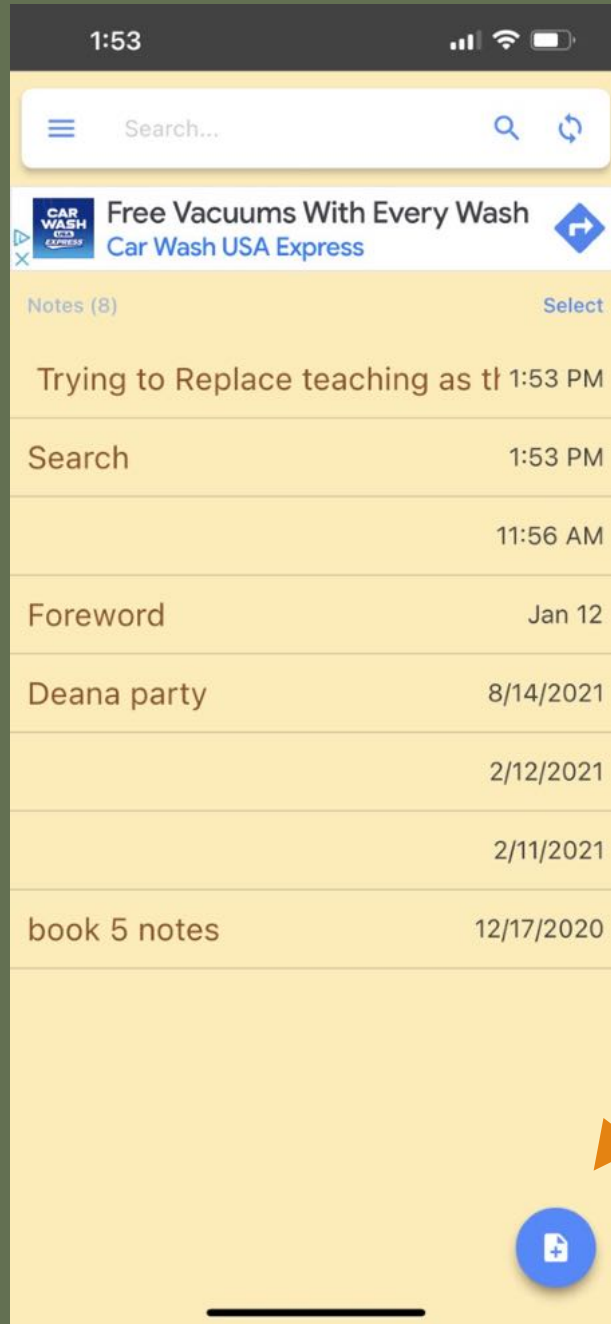 1:53
Search...
CAR
WASH
USA
EXPRESS
Free Vacuums With Every Wash
Car Wash USA Express
Notes (8) Select
Trying to Replace teaching as th 1:53 PM
Search 1:53 PM
11:56 AM
Foreword Jan 12
Deana party 8/14/2021
2/12/2021
2/11/2021
book 5 notes 12/17/2020